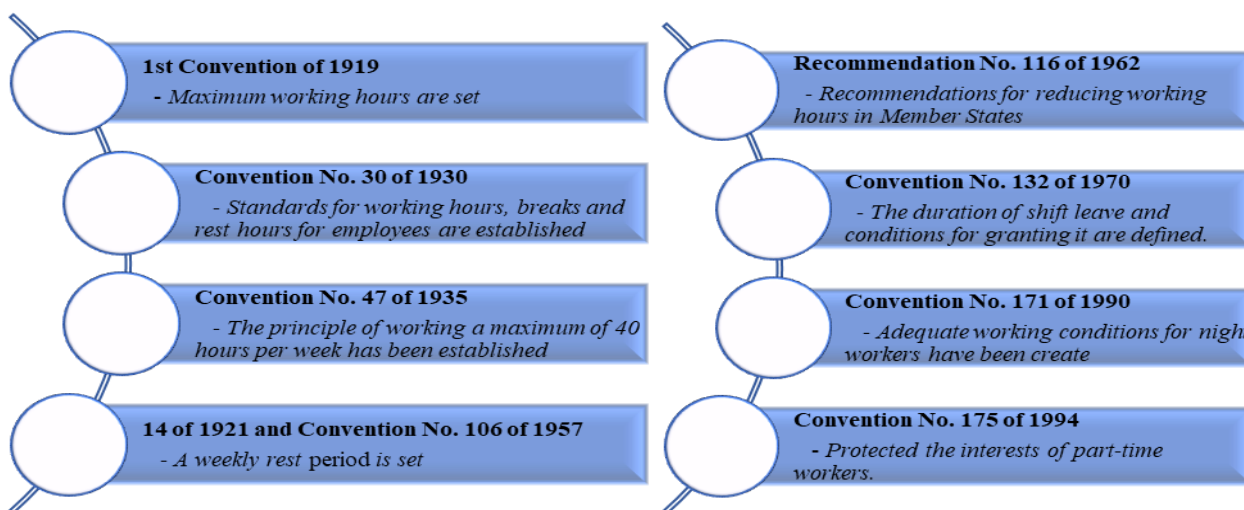 1st Convention of 1919
- Maximum working hours are set
Convention No. 30 of 1930
- Standards for working hours, breaks and
rest hours for employees are established
Convention No. 47 of 1935
- The principle of working a maximum of 40
hours per week has been established
14 of 1921 and Convention No. 106 of 1957
- A weekly rest period is set
Recommendation No. 116 of 1962
- Recommendations for reducing working
hours in Member States
Convention No. 132 of 1970
- The duration of shift leave and
conditions for granting it are defined.
Convention No. 171 of 1990
- Adequate working conditions for nigh
workers have been create
Convention No. 175 of 1994
- Protected the interests of part-time
workers.